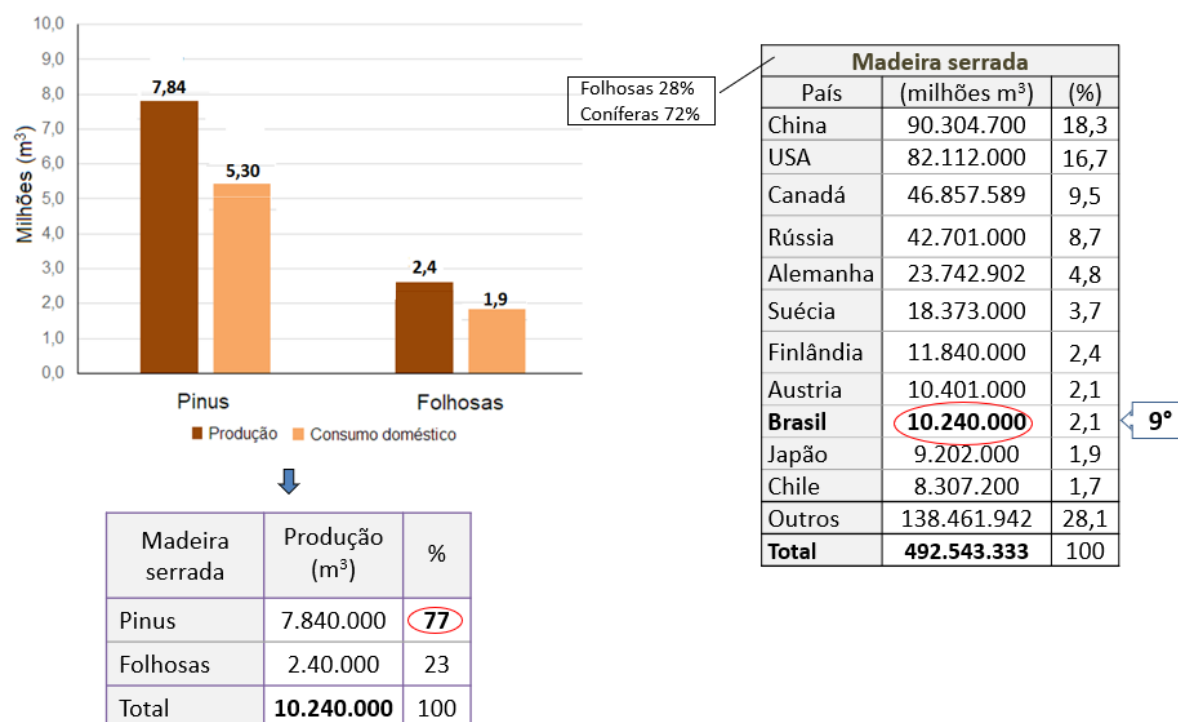 10,0
9,0
8,0
7,0
6,0
5,0
4,0
3,0
2,0
1,0
0,0
Milhões (m³)
7,84
5,30
2,4
1,9
Pinus
Folhosas
Produção
Consumo doméstico
Madeira serrada
Produção (m³)
%
Pinus 7.840.000 77
Folhosas 2.40.000 23
Total 10.240.000 100
Folhosas 28%
Coníferas 72%
Madeira serrada
País (milhões m³) (%)
China 90.304.700 18,3
USA 82.112.000 16,7
Canadá 46.857.589 9,5
Rússia 42.701.000 8,7
Alemanha 23.742.902 4,8
Suécia 18.373.000 3,7
Finlândia 11.840.000 2,4
Austria 10.401.000 2,1
Brasil 10.240.000 2,1
9°
Japão 9.202.000 1,9
Chile 8.307.200 1,7
Outros 138.461.942 28,1
Total 492.543.333 100